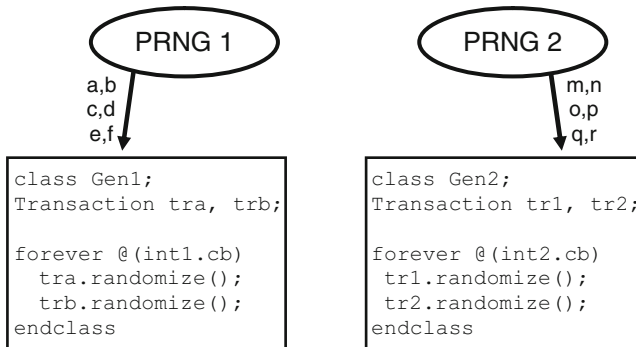 PRNG 1
a,b
c,d
e,f
class Gen1;
Transaction tra, trb;
forever @(int1.cb)
tra.randomize();
trb.randomize();
endclass
PRNG 2
m,n
o,p
q,r
class Gen2;
Transaction tr1, tr2;
forever @(int2.cb)
tr1.randomize();
tr2.randomize();
endclass